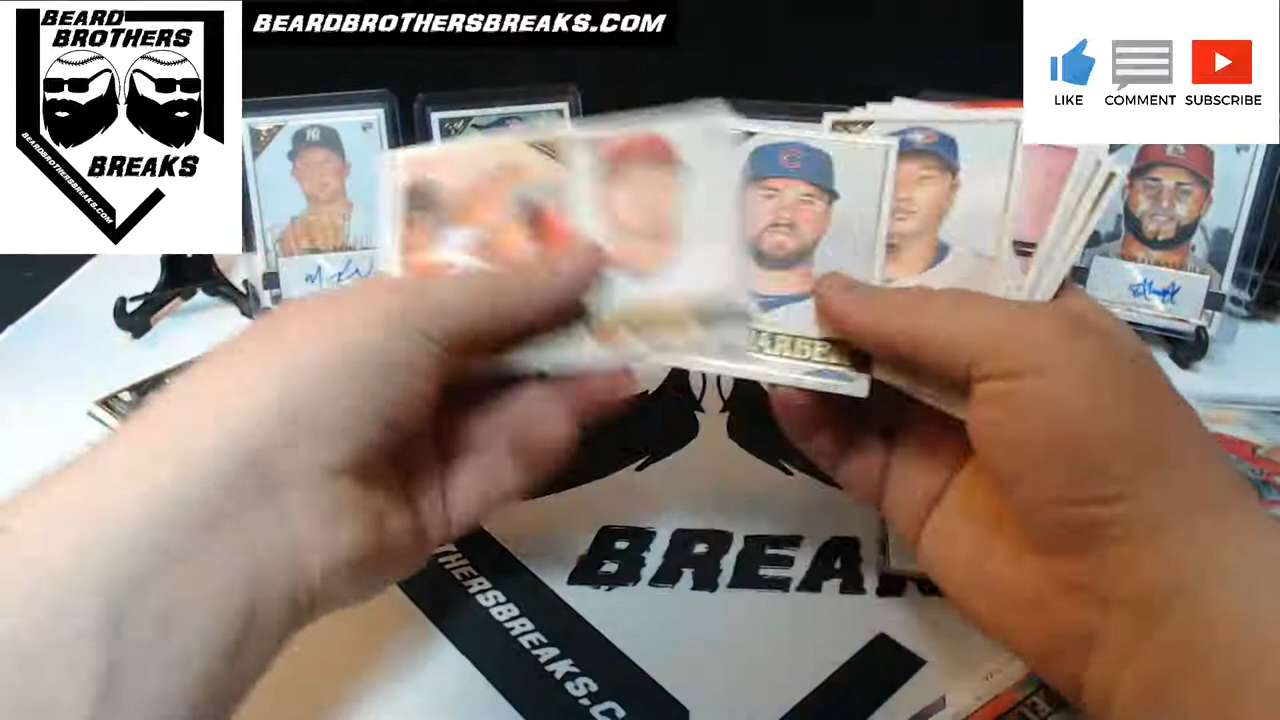 BEARD
BROTHERS
BREAKS
BEARDBROTHERSBREAKS.COM
BEARDBROTHERSBREAKS.COM
LIKE
COMMENT
SUBSCRIBE
BREAK
THERSBREAKS.C